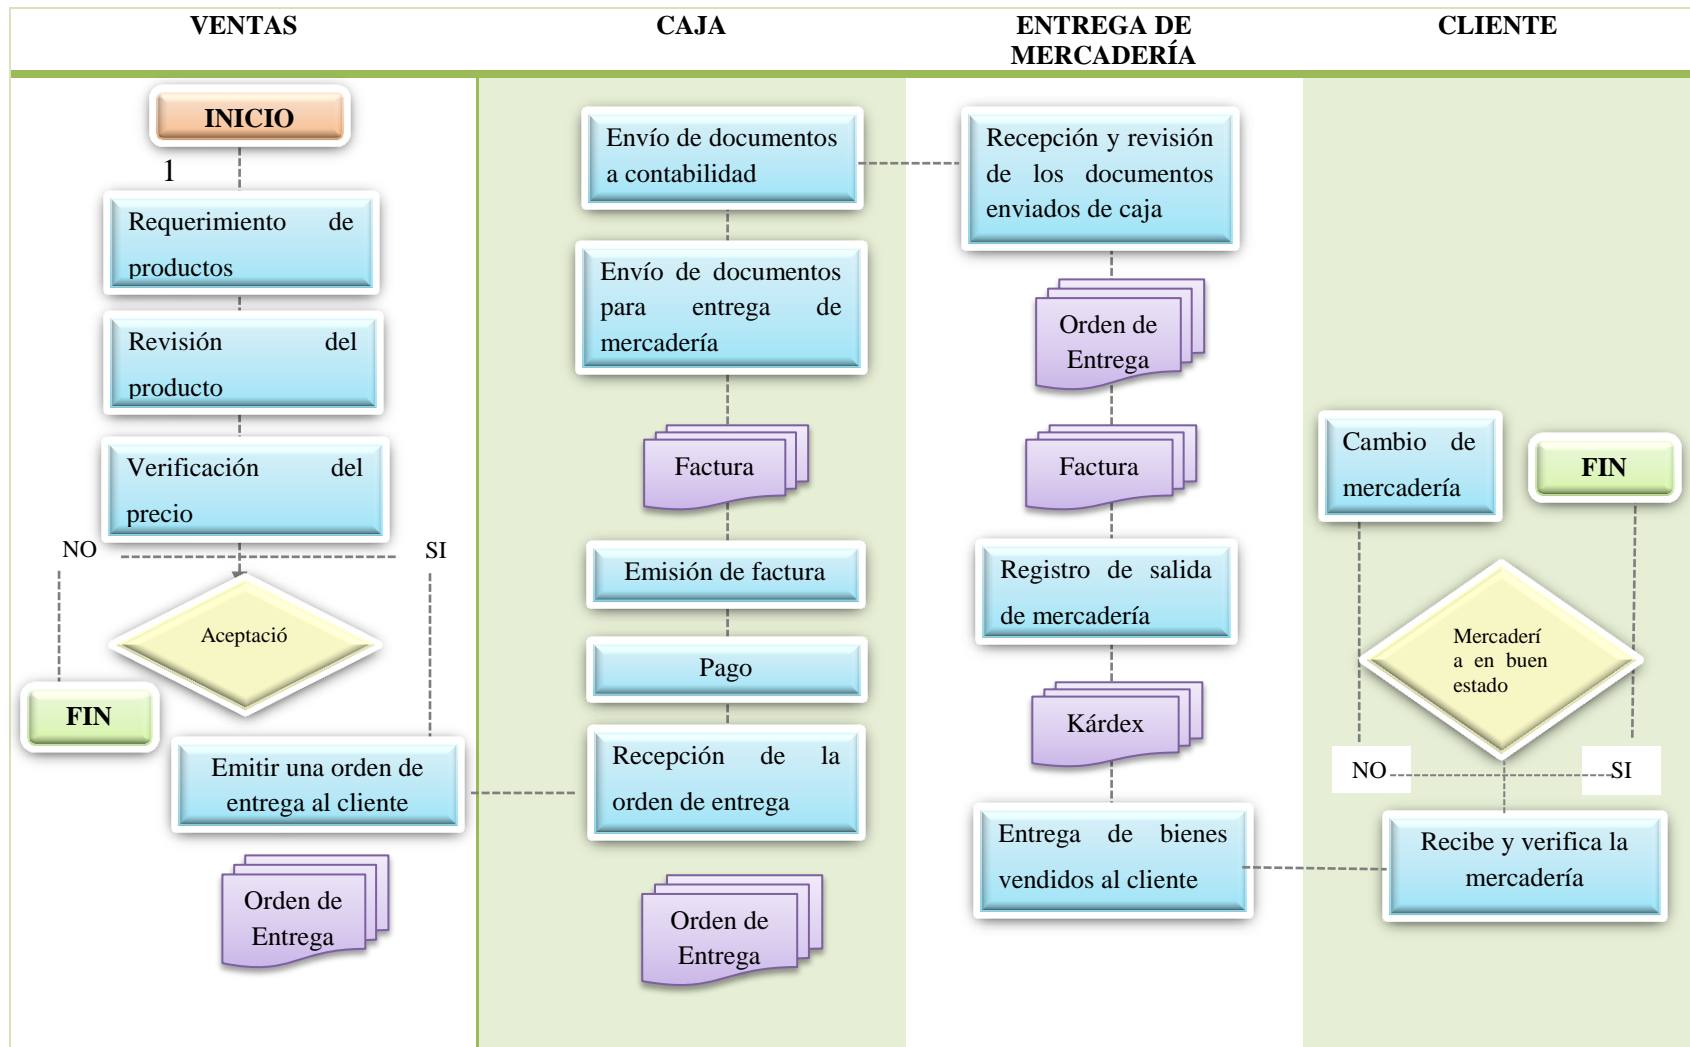 VENTAS
CAJA
ENTREGA DE
MERCADERÍA
CLIENTE
INICIO
1
Requerimiento de
productos
Revisión del
producto
Verificación del
precio
NO
SI
Aceptació
FIN
Emitir una orden de
entrega al cliente
Orden de
Entrega
Envío de documentos
a contabilidad
Envío de documentos
para entrega de
mercadería
Factura
Emisión de factura
Pago
Recepción de la
orden de entrega
Orden de
Entrega
Recepción y revisión
de los documentos
enviados de caja
Orden de
Entrega
Factura
Registro de salida
de mercadería
Kárdex
Entrega de bienes
vendidos al cliente
Cambio de
mercadería
FIN
Mercaderí
a en buen
estado
NO
SI
Recibe y verifica la
mercadería